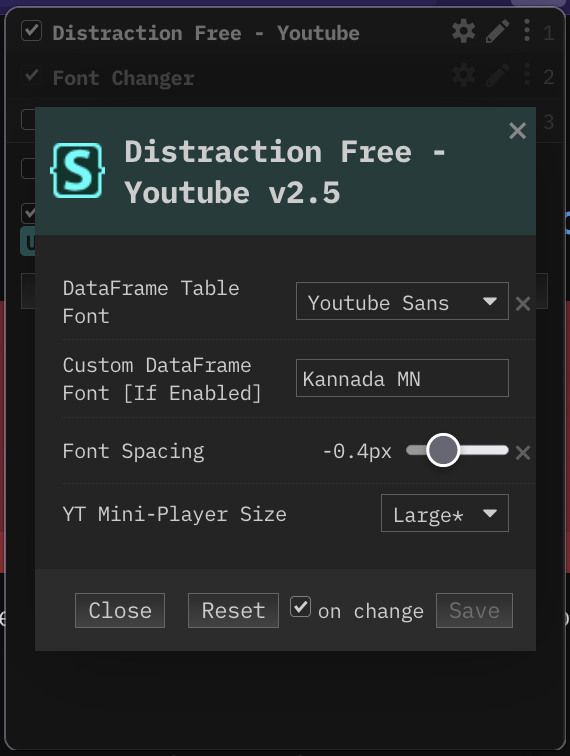 Distraction Free - Youtube
1
Font Changer
2
3
S
Distraction Free -
Youtube v2.5
U
DataFrame Table
Font
Youtube Sans
Custom DataFrame
Font [If Enabled]
Kannada MN
Font Spacing
-0.4px
YT Mini-Player Size
Large*
Close
Reset
on change
Save